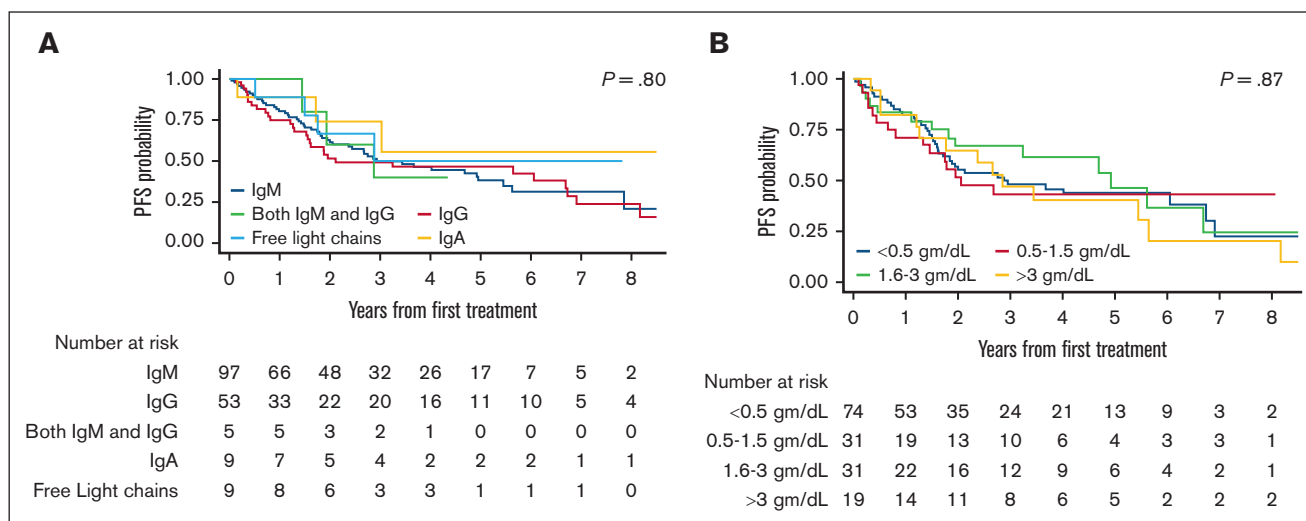 A
P = .80
PFS probability
1.00
0.75
0.50
0.25
0.00
IgM
Both IgM and IgG
IgG
Free light chains
IgA
0 1 2 3 4 5 6 7 8
Years from first treatment
Number at risk
IgM 97 66 48 32 26 17 7 5 2
IgG 53 33 22 20 16 11 10 5 4
Both IgM and IgG 5 5 3 2 1 0 0 0 0
IgA 9 7 5 4 2 2 2 1 1
Free Light chains 9 8 6 3 3 1 1 1 0
B
P = .87
PFS probability
1.00
0.75
0.50
0.25
0.00
<0.5 gm/dL 0.5-1.5 gm/dL
1.6-3 gm/dL >3 gm/dL
0 1 2 3 4 5 6 7 8
Years from first treatment
Number at risk
<0.5 gm/dL 74 53 35 24 21 13 9 3 2
0.5-1.5 gm/dL 31 19 13 10 6 4 3 3 1
1.6-3 gm/dL 31 22 16 12 9 6 4 2 1
>3 gm/dL 19 14 11 8 6 5 2 2 2